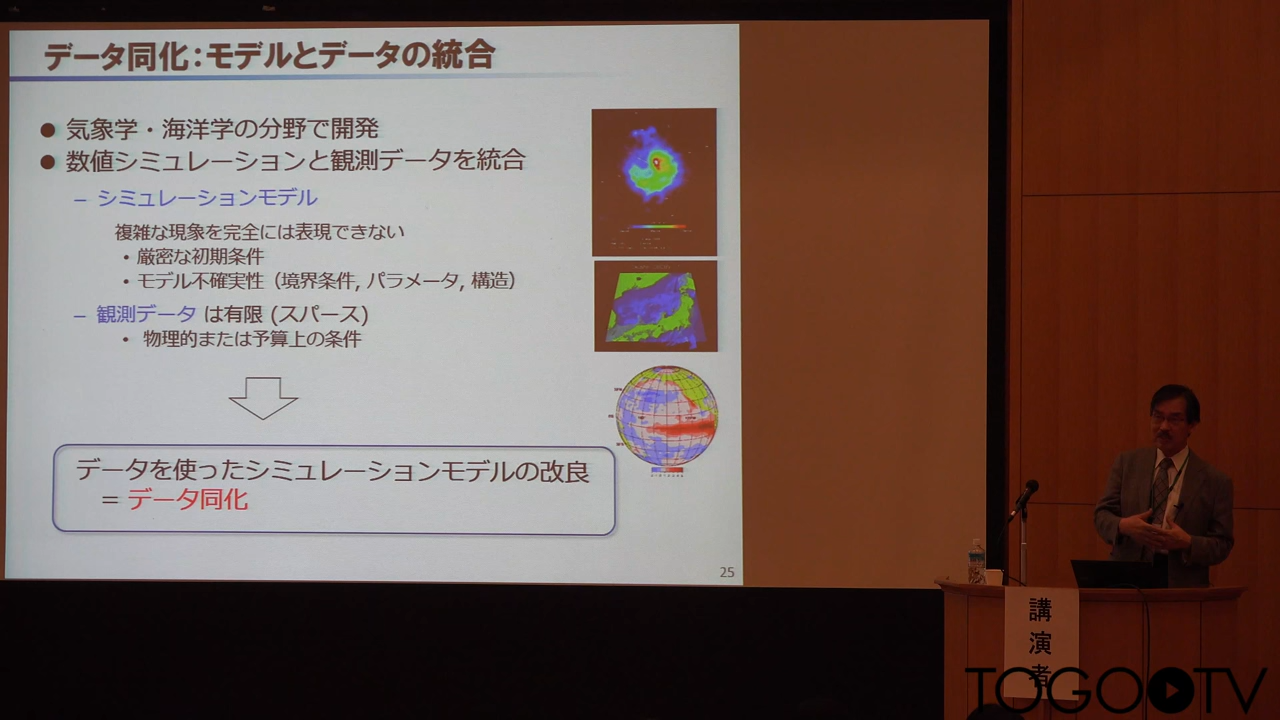 データ同化：モデルとデータの統合
● 気象学・海洋学の分野で開発
● 数値シミュレーションと観測データを統合
– シミュレーションモデル
複雑な現象を完全には表現できない
• 厳密な初期条件
• モデル不確実性（境界条件, パラメータ, 構造）
– 観測データ は有限 (スパース)
• 物理的または予算上の条件
データを使ったシミュレーションモデルの改良
= データ同化
25
講演者
TOGOTV